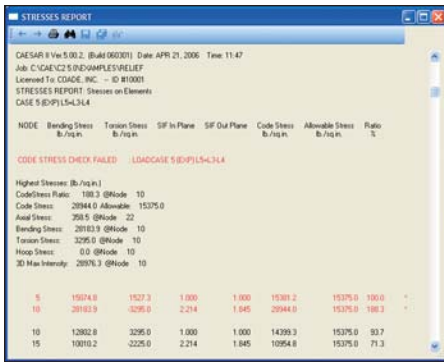 STRESSES REPORT
CAESAR II Ver.5.00.2, (Build 060301) Date: APR 21, 2006 Time: 11:47
Job: C:\CAE\C2 5.0\EXAMPLES\RELIEF
Licensed To: COADE, INC. -- ID #10001
STRESSES REPORT: Stresses on Elements
CASE 5 (EXP) L5=L3-L4
NODE Bending Stress Torsion Stress SIF In Plane SIF Out Plane Code Stress Allowable Stress Ratio
lb./sq.in. lb./sq.in. lb./sq.in. lb./sq.in. %
CODE STRESS CHECK FAILED : LOADCASE 5 (EXP) L5=L3-L4
Highest Stresses: (lb./sq.in.)
CodeStress Ratio: 188.3 @Node 10
Code Stress: 28944.0 Allowable: 15375.0
Axial Stress: 358.5 @Node 22
Bending Stress: 28183.9 @Node 10
Torsion Stress: 3295.0 @Node 10
Hoop Stress: 0.0 @Node 10
3D Max Intensity: 28976.3 @Node 10
5 15074.8 1527.3 1.000 1.000 15381.2 15375.0 100.0 *
10 28183.9 -3295.0 2.214 1.845 28944.0 15375.0 188.3 *
10 12802.8 3295.0 1.000 1.000 14399.3 15375.0 93.7
15 10010.2 -2225.0 2.214 1.845 10954.8 15375.0 71.3